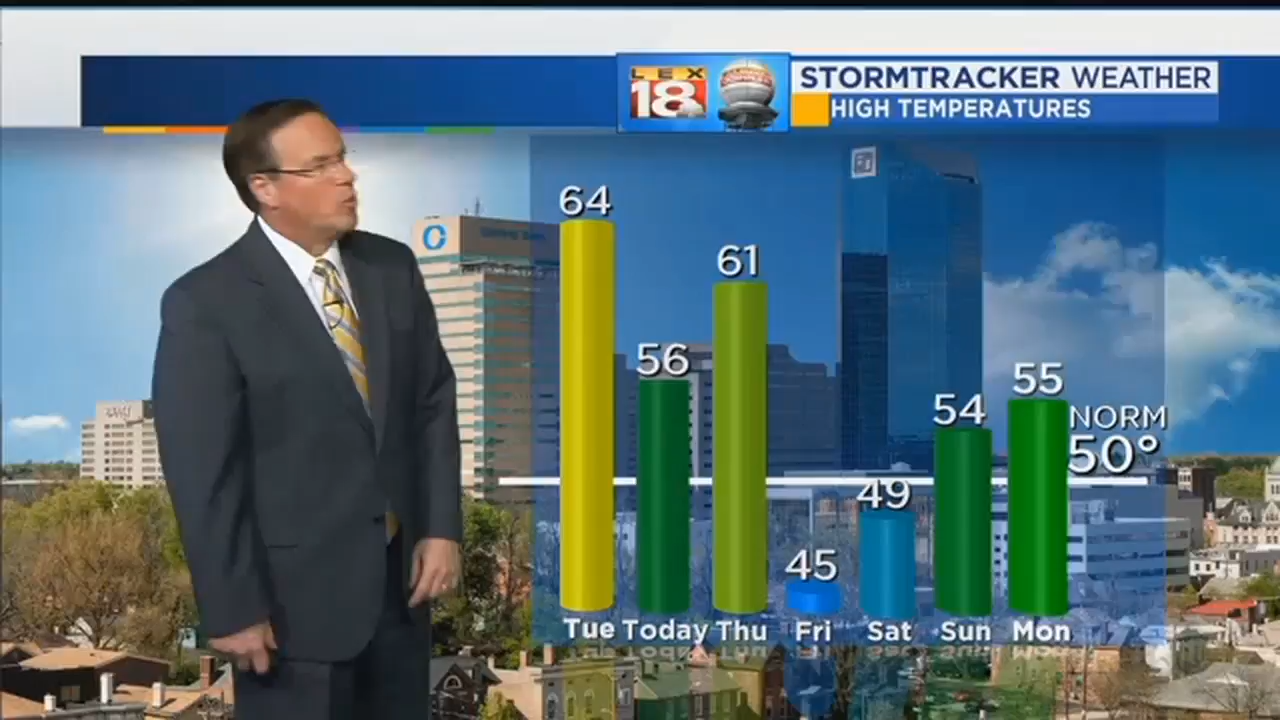 LEX
18
STORMTRACKER WEATHER
HIGH TEMPERATURES
64
56
61
45
49
54
55
NORM
50°
Tue Today Thu Fri Sat Sun Mon